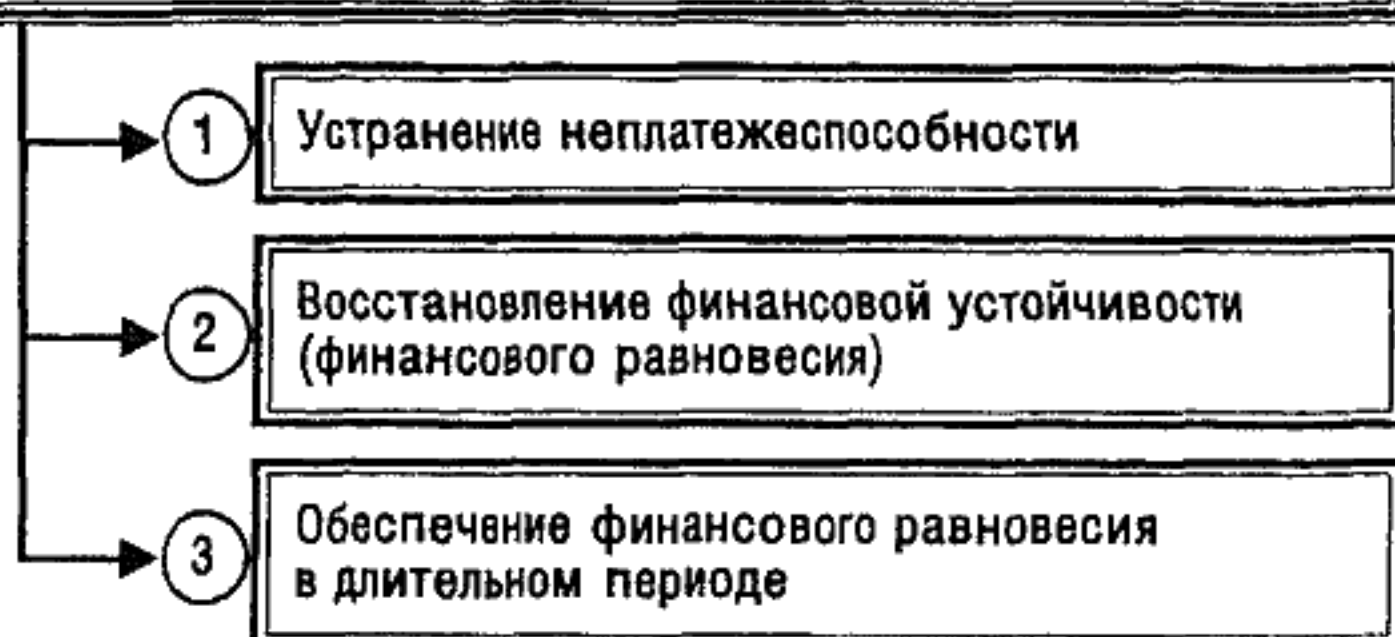 1 Устранение неплатежеспособности
2 Восстановление финансовой устойчивости
(финансового равновесия)
3 Обеспечение финансового равновесия
в длительном периоде